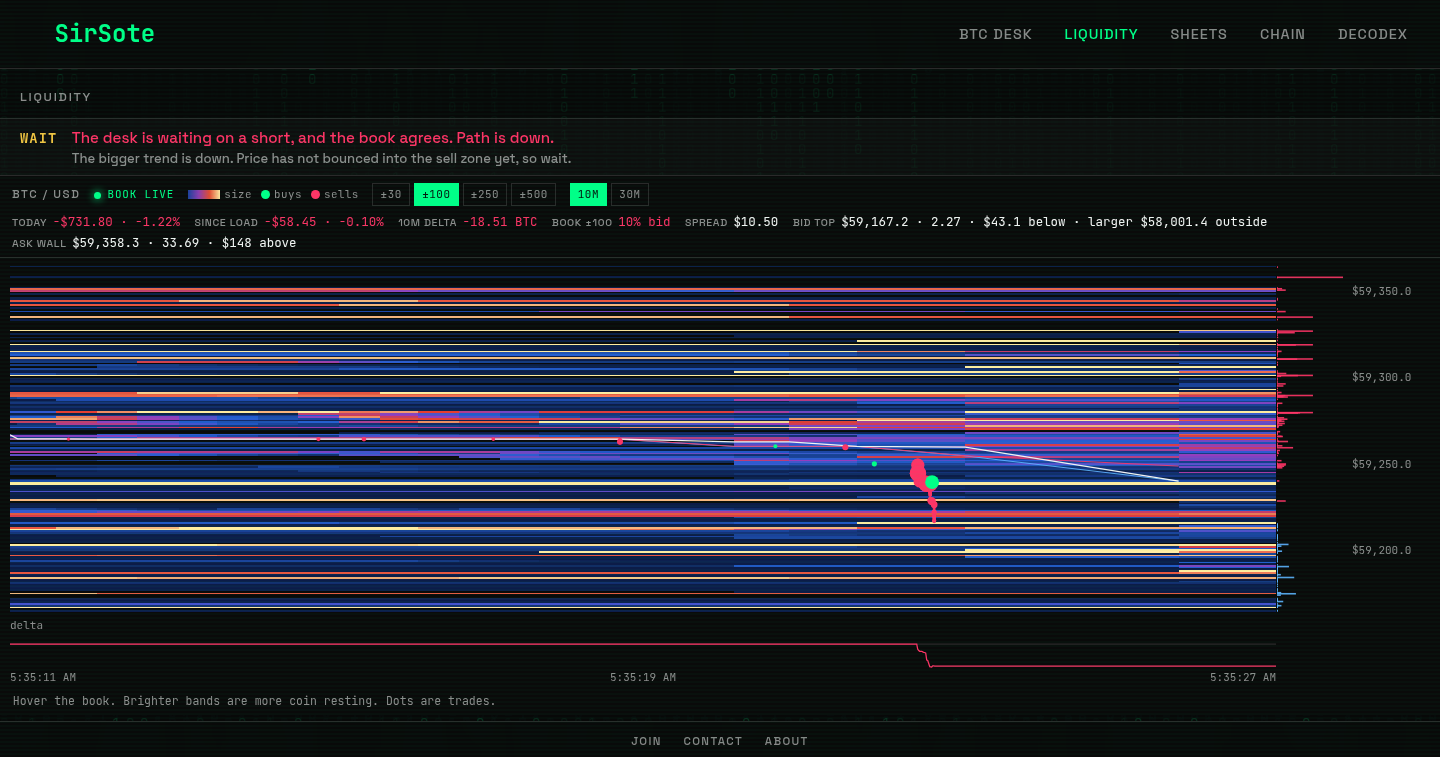 SirSote
BTC DESK LIQUIDITY SHEETS CHAIN DECODEX
LIQUIDITY
WAIT The desk is waiting on a short, and the book agrees. Path is down.
The bigger trend is down. Price has not bounced into the sell zone yet, so wait.
BTC / USD BOOK LIVE size buys sells ±30 ±100 ±250 ±500 10M 30M
TODAY -$731.80 · -1.22% SINCE LOAD -$58.45 · -0.10% 10M DELTA -18.51 BTC BOOK ±100 10% bid SPREAD $10.50 BID TOP $59,167.2 · 2.27 · $43.1 below · larger $58,001.4 outside
ASK WALL $59,358.3 · 33.69 · $148 above
$59,350.0
$59,300.0
$59,250.0
$59,200.0
delta
5:35:11 AM 5:35:19 AM 5:35:27 AM
Hover the book. Brighter bands are more coin resting. Dots are trades.
JOIN CONTACT ABOUT